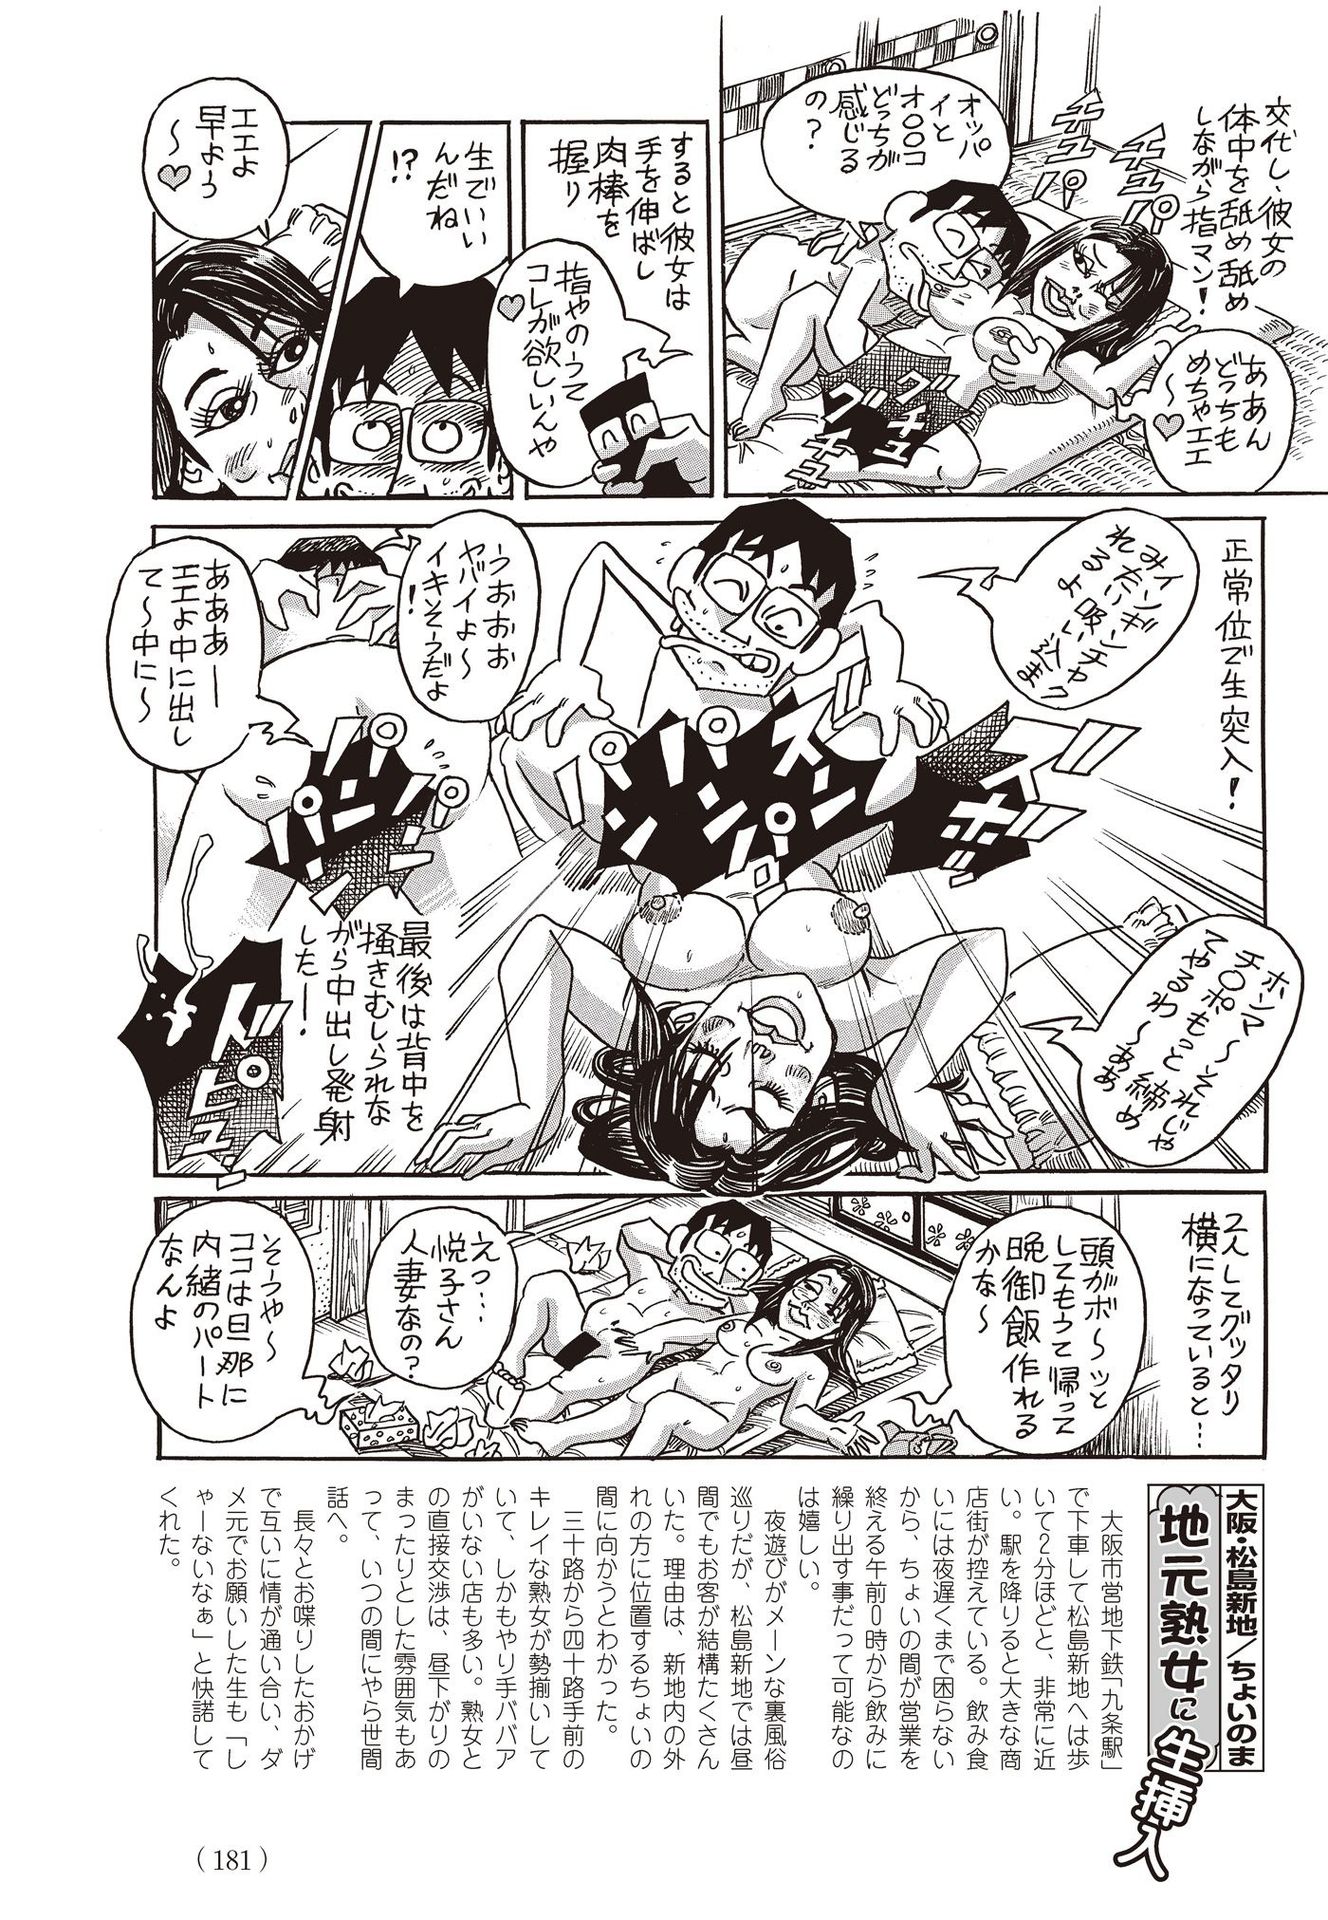 交代し、彼女の
体中を舐め舐め
しながら指マン!
オッパ
イと
オ〇〇コ
どっちが
感じる
の?
ああん
どっちも
めちゃエエ
〜♡
チュパ
チュパ
グチュ
グチュ
すると彼女は
手を伸ばし
肉棒を
握り
指やのうて
コレが欲しいんや
♡
生でいい
んだね
!?
エエよ
早よう
〜♡
正常位で生突入!
インギンチャク
みたいに吸い込ま
れるよ
ホンマ〜それじゃ
チ〇ポもっと締め
てやるわ〜ああ
ズボッ
ズン
パン
パン
うおおお
ヤバイよ〜
イキそうだよ
!
あああー
エエよ中に出し
て〜中に〜
パン
パン
最後は背中を
掻きむしられな
がら中出し発射
したー!
ドピュ
2人してグッタリ
横になっていると…
頭がボ〜ッと
してもうて帰って
晩御飯作れる
かな〜
えっ…
悦子さん
人妻なの?
そうや〜
ココは旦那に
内緒のパート
なんよ
大阪・松島新地/ちょいのま
地元熟女に生挿入
大阪市営地下鉄「九条駅」
で下車して松島新地へは歩
いて2分ほどと、非常に近
い。駅を降りると大きな商
店街が控えている。飲み食
いには夜遅くまで困らない
から、ちょいの間が営業を
終える午前0時から飲みに
繰り出す事だって可能なの
は嬉しい。
夜遊びがメーンな裏風俗
巡りだが、松島新地では昼
間でもお客が結構たくさん
いた。理由は、新地内の外
れの方に位置するちょいの
間に向かうとわかった。
三十路から四十路手前の
キレイな熟女が勢揃いして
いて、しかもやり手ババア
がいない店も多い。熟女と
の直接交渉は、昼下がりの
まったりとした雰囲気もあ
って、いつの間にやら世間
話へ。
長々とお喋りしたおかげ
で互いに情が通い合い、ダ
メ元でお願いした生も「し
ゃーないなぁ」と快諾して
くれた。
(181)